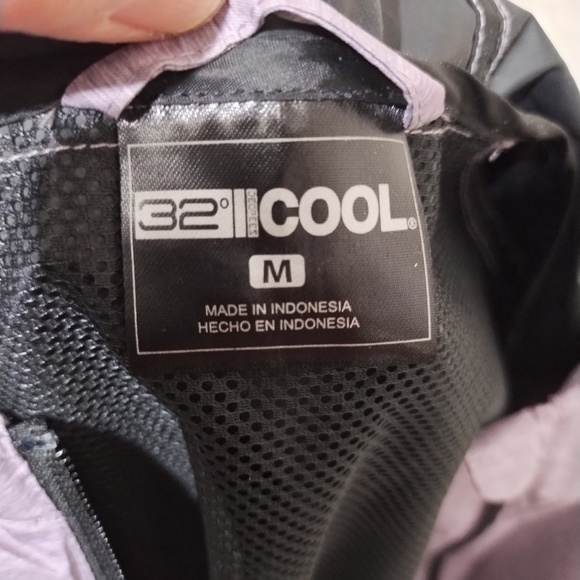 32° COOL®
M
MADE IN INDONESIA
HECHO EN INDONESIA